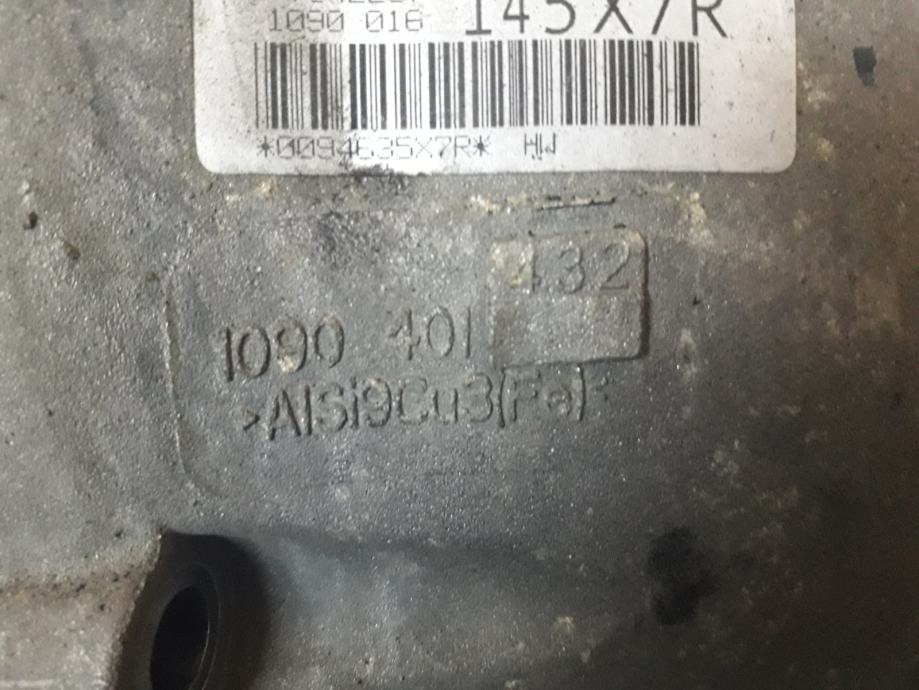 1090 016 145X7R
*0094635X7R* HW
432
1090 401
>AlSi9Cu3(Fe)<